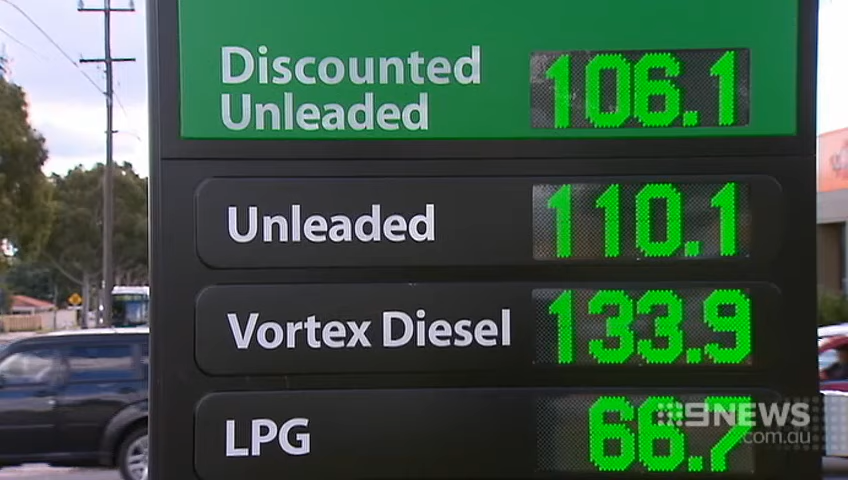 Discounted
Unleaded
106.1
Unleaded
110.1
Vortex Diesel
133.9
LPG
66.7
9NEWS
.com.au